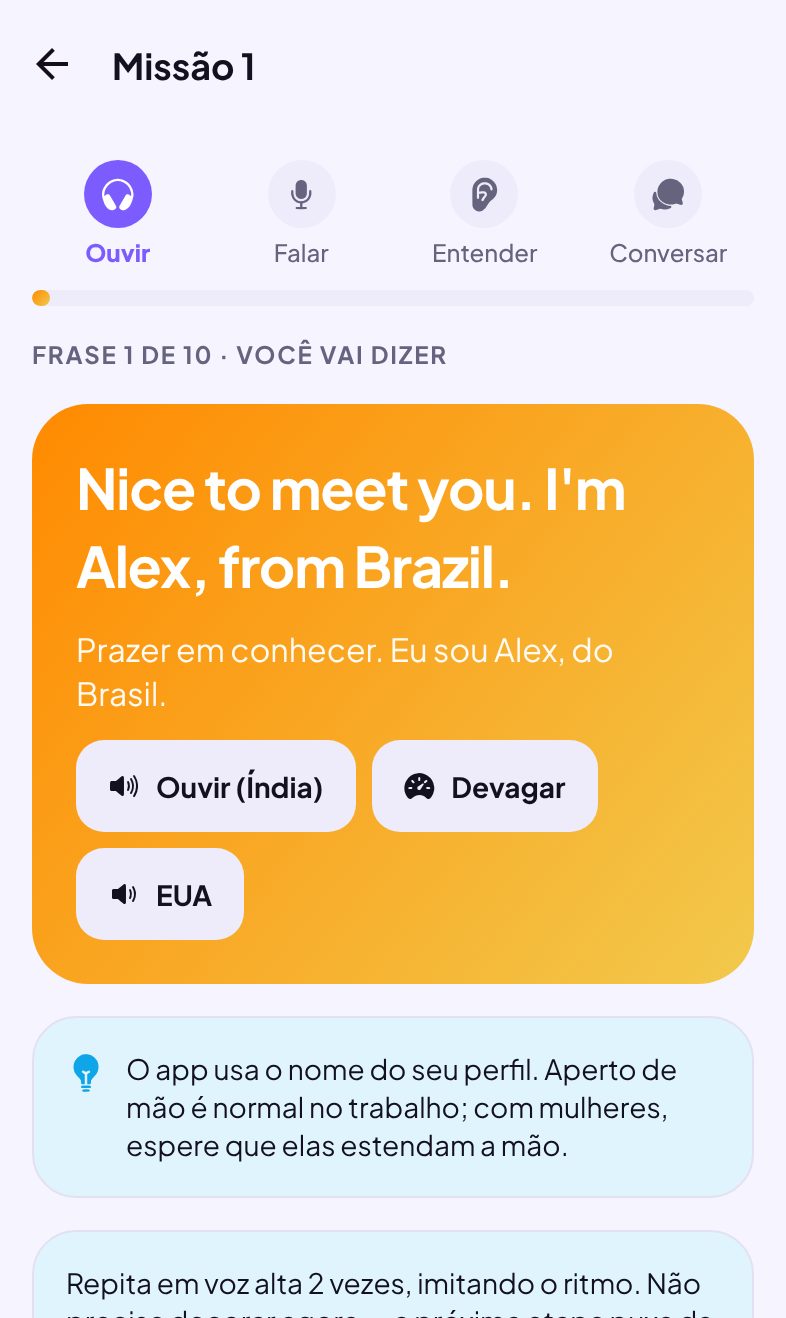 Missão 1
Ouvir
Falar
Entender
Conversar
FRASE 1 DE 10 · VOCÊ VAI DIZER
Nice to meet you. I'm
Alex, from Brazil.
Prazer em conhecer. Eu sou Alex, do
Brasil.
Ouvir (Índia)
Devagar
EUA
O app usa o nome do seu perfil. Aperto de
mão é normal no trabalho; com mulheres,
espere que elas estendam a mão.
Repita em voz alta 2 vezes, imitando o ritmo. Não